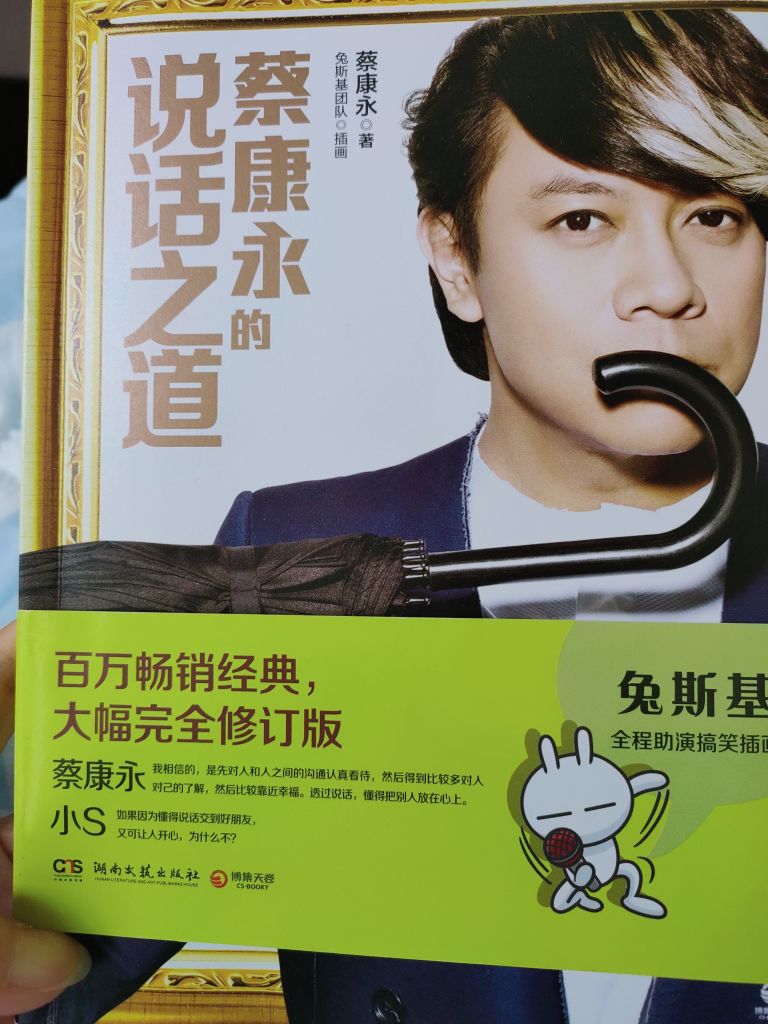 蔡康永的
说话之道
蔡康永◎著
兔斯基团队◎插画
百万畅销经典，
大幅完全修订版
蔡康永 我相信的，是先对人和人之间的沟通认真看待，然后得到比较多对人
对己的了解，然后比较靠近幸福。透过说话，懂得把别人放在心上。
小S 如果因为懂得说话交到好朋友，
又可让人开心，为什么不？
兔斯基
全程助演搞笑插画
CNS
湖南文艺出版社
HUNAN LITERATURE AND ART PUBLISHING HOUSE
博集天卷
CS-BOOKY